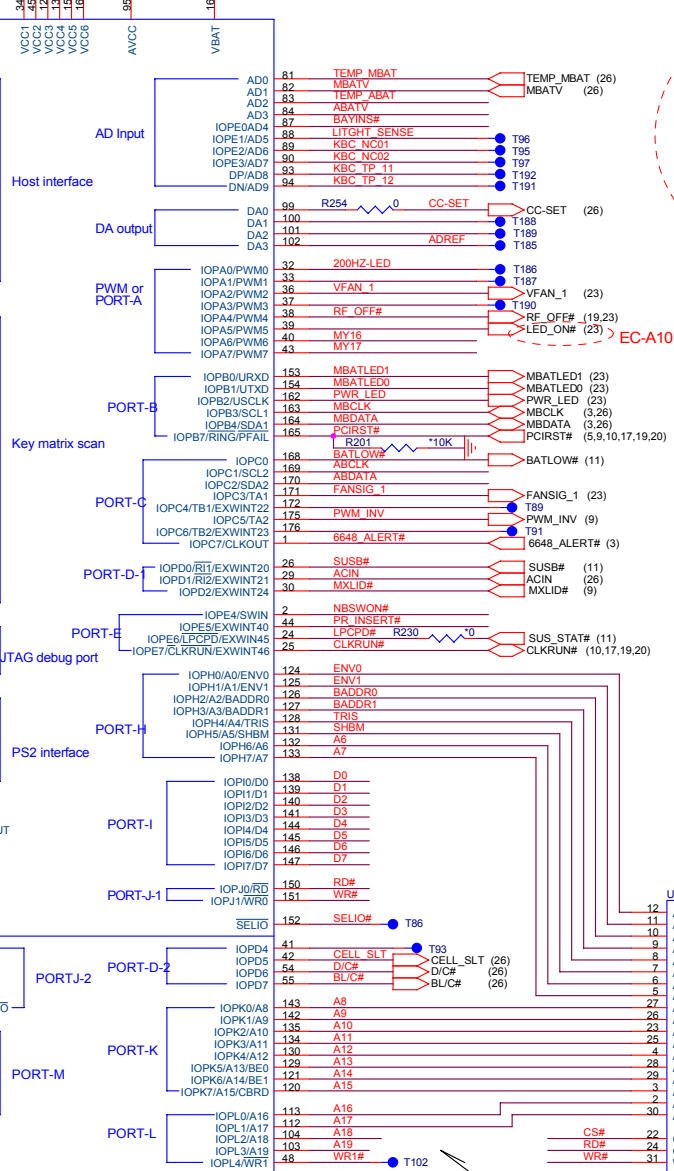 34 45 12 13 15 16 95 16
VCC1
VCC2
VCC3
VCC4
VCC5
VCC6
AVCC
VBAT
AD Input
AD0 81 TEMP_MBAT TEMP_MBAT (26)
AD1 82 MBATV MBATV (26)
AD2 83 TEMP_ABAT
AD3 84 ABATV
IOPE0AD4 87 BAYINS#
IOPE1/AD5 88 LITGHT_SENSE T96
IOPE2/AD6 89 KBC_NC01 T95
IOPE3/AD7 90 KBC_NC02 T97
DP/AD8 93 KBC_TP_11 T192
DN/AD9 94 KBC_TP_12 T191
Host interface
DA output
DA0 99 R254 0 CC-SET CC-SET (26)
DA1 100 T188
DA2 101 T189
DA3 102 ADREF T185
PWM or
PORT-A
IOPA0/PWM0 32 200HZ-LED T186
IOPA1/PWM1 33 T187
IOPA2/PWM2 36 VFAN_1 VFAN_1 (23)
IOPA3/PWM3 37 T190
IOPA4/PWM4 38 RF_OFF# RF_OFF# (19,23)
IOPA5/PWM5 39 LED_ON# (23) EC-A10
IOPA6/PWM6 40 MY16
IOPA7/PWM7 43 MY17
PORT-B
IOPB0/URXD 153 MBATLED1 MBATLED1 (23)
IOPB1/UTXD 154 MBATLED0 MBATLED0 (23)
IOPB2/USCLK 162 PWR_LED PWR_LED (23)
IOPB3/SCL1 163 MBCLK MBCLK (3,26)
IOPB4/SDA1 164 MBDATA MBDATA (3,26)
IOPB7/RING/PFAIL 165 PCIRST# PCIRST# (5,9,10,17,19,20)
R201 *10K
Key matrix scan
PORT-C
IOPC0 168 BATLOW# BATLOW# (11)
IOPC1/SCL2 169 ABCLK
IOPC2/SDA2 170 ABDATA
IOPC3/TA1 171 FANSIG_1 FANSIG_1 (23)
IOPC4/TB1/EXWINT22 172 T89
IOPC5/TA2 175 PWM_INV PWM_INV (9)
IOPC6/TB2/EXWINT23 176 T91
IOPC7/CLKOUT 1 6648_ALERT# 6648_ALERT# (3)
PORT-D-1
IOPD0/RI1/EXWINT20 26 SUSB# SUSB# (11)
IOPD1/RI2/EXWINT21 29 ACIN ACIN (26)
IOPD2/EXWINT24 30 MXLID# MXLID# (9)
PORT-E
IOPE4/SWIN 2 NBSWON#
IOPE5/EXWINT40 44 PR_INSERT#
IOPE6/LPCPD/EXWIN45 24 LPCPD# R230 *0 SUS_STAT# (11)
IOPE7/CLKRUN/EXWINT46 25 CLKRUN# CLKRUN# (10,17,19,20)
JTAG debug port
PORT-H
IOPH0/A0/ENV0 124 ENV0
IOPH1/A1/ENV1 125 ENV1
IOPH2/A2/BADDR0 126 BADDR0
IOPH3/A3/BADDR1 127 BADDR1
IOPH4/A4/TRIS 128 TRIS
IOPH5/A5/SHBM 131 SHBM
IOPH6/A6 132 A6
IOPH7/A7 133 A7
PS2 interface
PORT-I
IOPI0/D0 138 D0
IOPI1/D1 139 D1
IOPI2/D2 140 D2
IOPI3/D3 141 D3
IOPI4/D4 144 D4
IOPI5/D5 145 D5
IOPI6/D6 146 D6
IOPI7/D7 147 D7
UT
PORT-J-1
IOPJ0/RD 150 RD#
IOPJ1/WR0 151 WR#
SELIO 152 SELIO# T86
U
12
11
10
9
8
7
6
5
PORTJ-2
PORT-D-2
IOPD4 41 T93
IOPD5 42 CELL_SLT CELL_SLT (26)
IOPD6 54 D/C# D/C# (26)
IOPD7 55 BL/C# BL/C# (26)
O
PORT-K
PORT-M
IOPK0/A8 143 A8 27
IOPK1/A9 142 A9 26
IOPK2/A10 135 A10 23
IOPK3/A11 134 A11 25
IOPK4/A12 130 A12 4
IOPK5/A13/BE0 129 A13 28
IOPK6/A14/BE1 121 A14 29
IOPK7/A15/CBRD 120 A15 3
PORT-L
IOPL0/A16 113 A16 2
IOPL1/A17 112 A17 30
IOPL2/A18 104 A18 CS# 22
IOPL3/A19 103 A19 RD# 24
IOPL4/WR1 48 WR1# T102 WR# 31